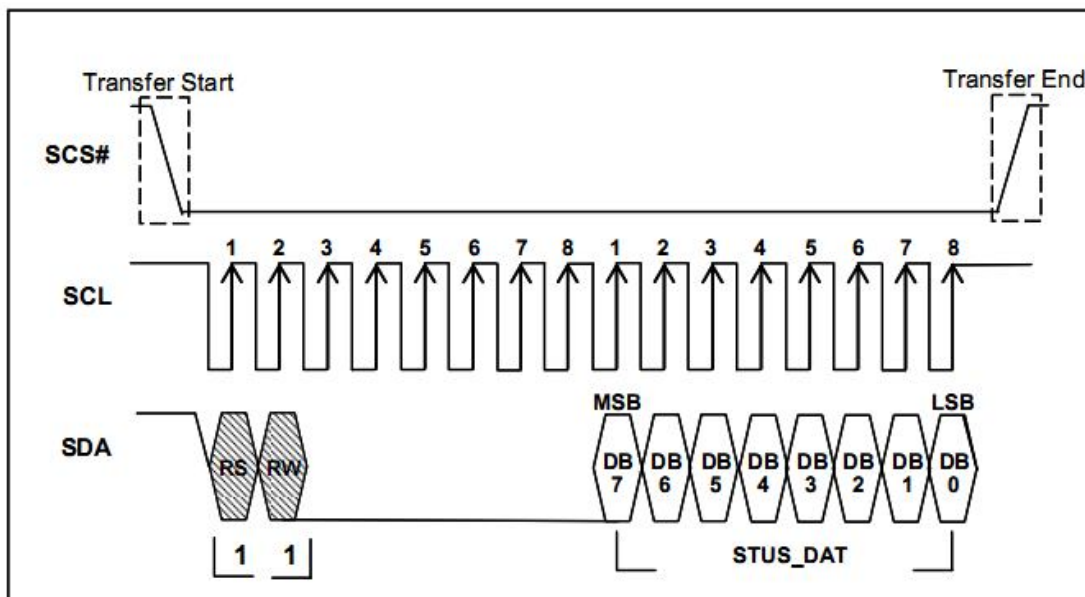 Transfer Start
Transfer End
SCS#
1 2 3 4 5 6 7 8 1 2 3 4 5 6 7 8
SCL
MSB LSB
SDA
RS RW DB 7 DB 6 DB 5 DB 4 DB 3 DB 2 DB 1 DB 0
1 1 STUS_DAT